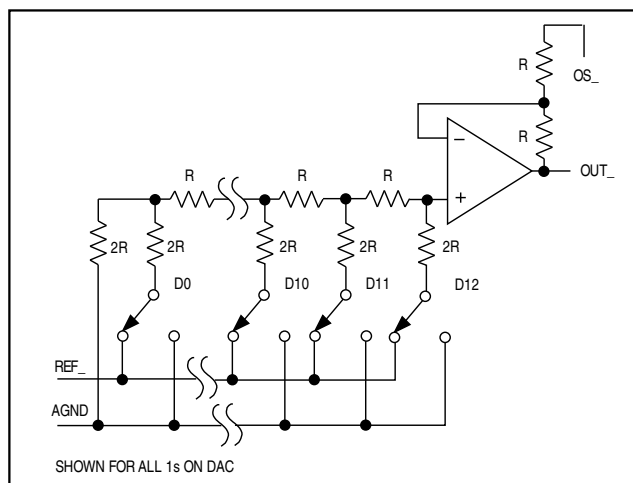 R
OS_
R
OUT_
−
+
R
R
R
2R
2R
2R
2R
2R
D0
D10
D11
D12
REF_
AGND
SHOWN FOR ALL 1s ON DAC